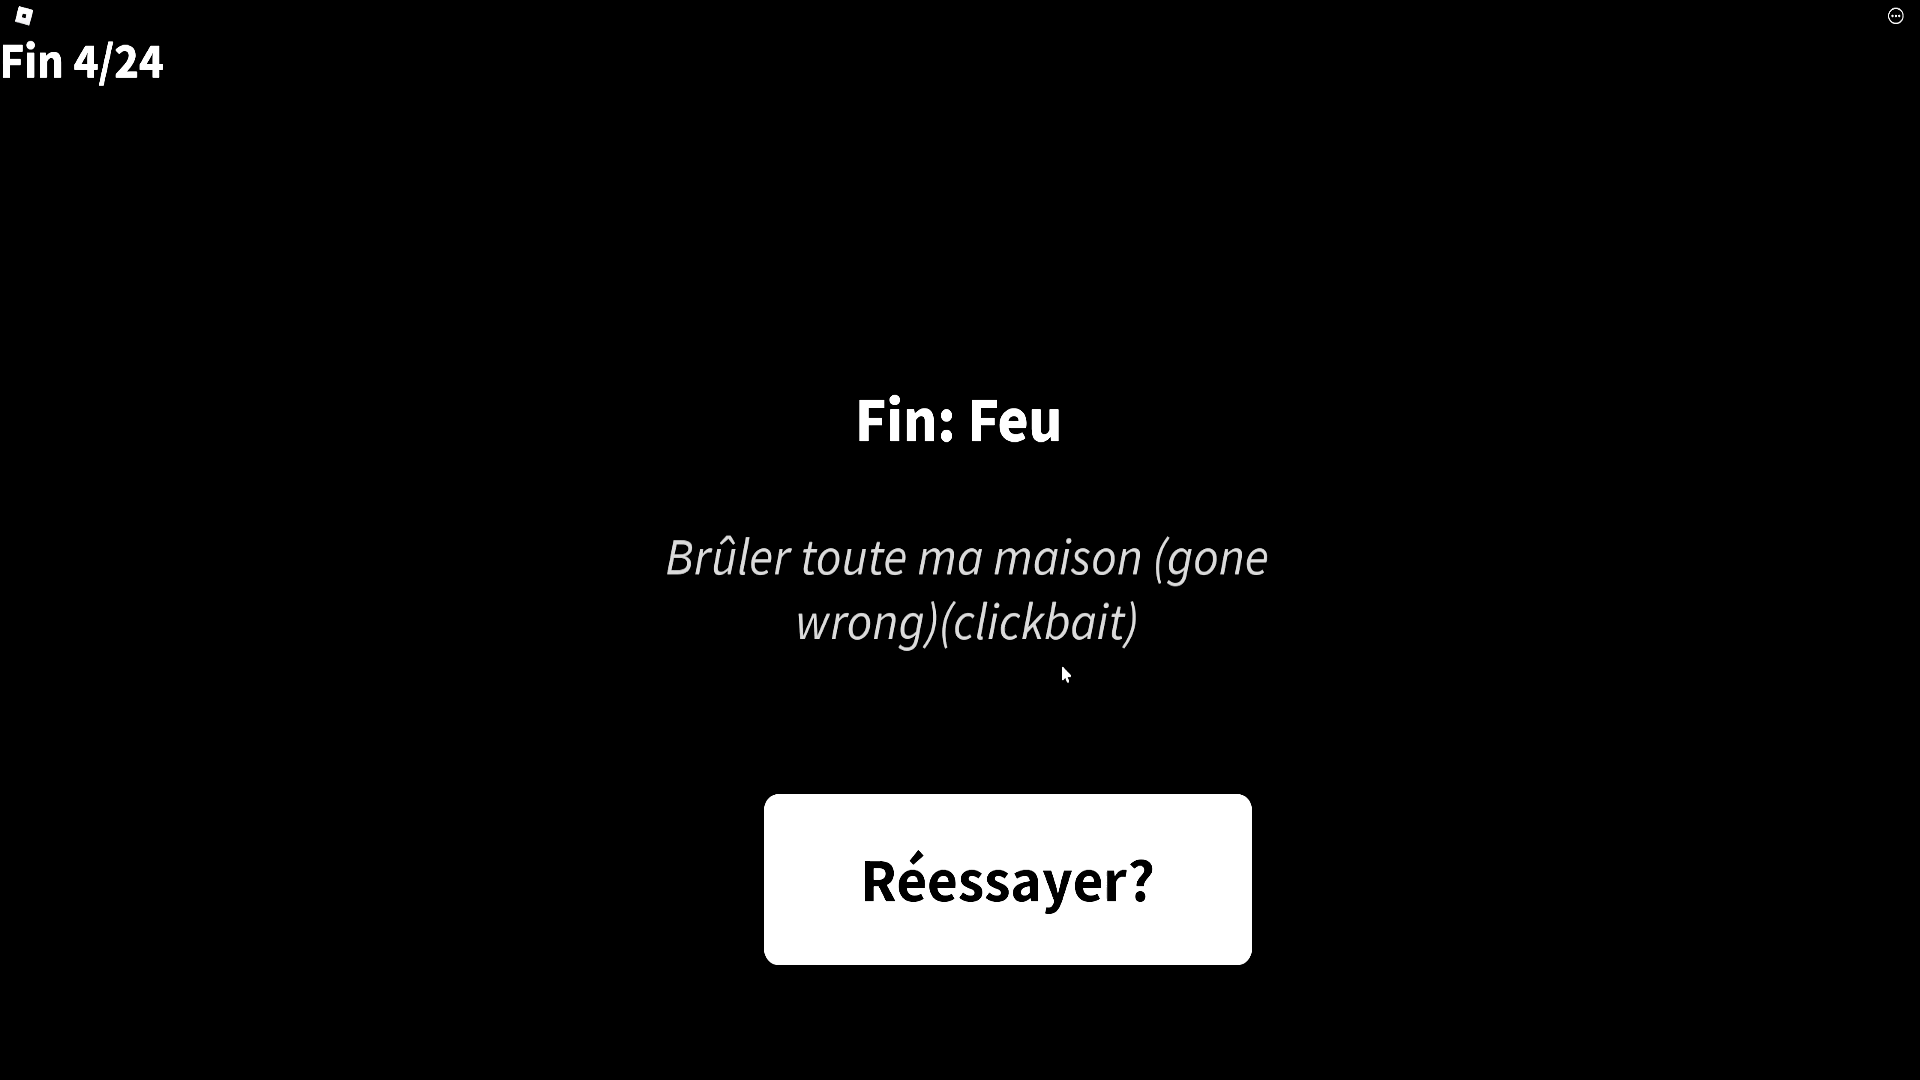 Fin 4/24
Fin: Feu
Brûler toute ma maison (gone
wrong)(clickbait)
Réessayer?